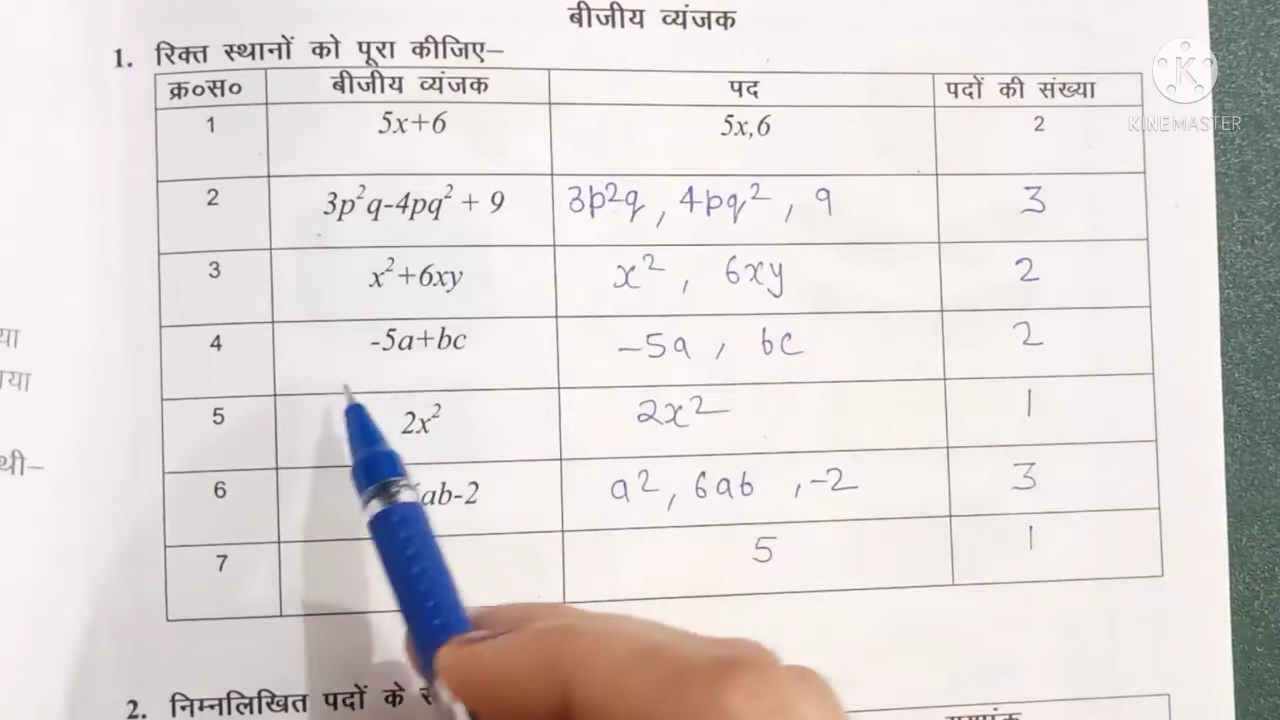 बीजीय व्यंजक
1. रिक्त स्थानों को पूरा कीजिए–
क्र०स० बीजीय व्यंजक पद पदों की संख्या
1 5x+6 5x,6 2
2 3p²q-4pq² + 9 3p²q, 4pq², 9 3
3 x²+6xy x², 6xy 2
4 -5a+bc -5a, bc 2
5 2x² 2x² 1
6 ab-2 a², 6ab, -2 3
7 5 1
2. निम्नलिखित पदों के
KINEMASTER